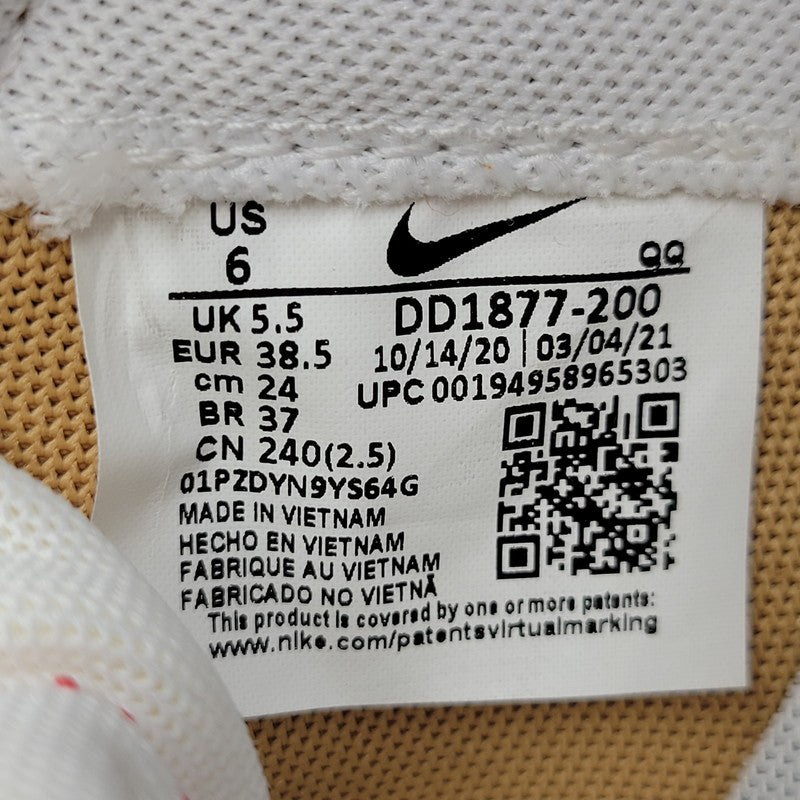 US
6
QQ
UK 5.5
EUR 38.5
cm 24
BR 37
CN 240(2.5)
DD1877-200
10/14/20 | 03/04/21
UPC 00194958965303
01PZDYN9YS64G
MADE IN VIETNAM
HECHO EN VIETNAM
FABRIQUE AU VIETNAM
FABRICADO NO VIETNÃ
This product is covered by one or more patents:
www.nike.com/patentsvirtualmarking